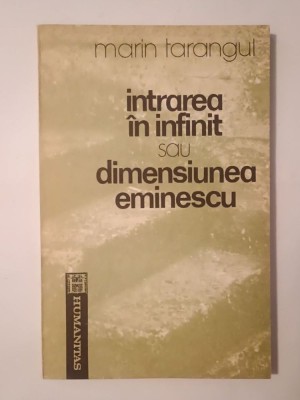 marin tarangul
intrarea
în infinit
sau
dimensiunea
eminescu
HUMANITAS